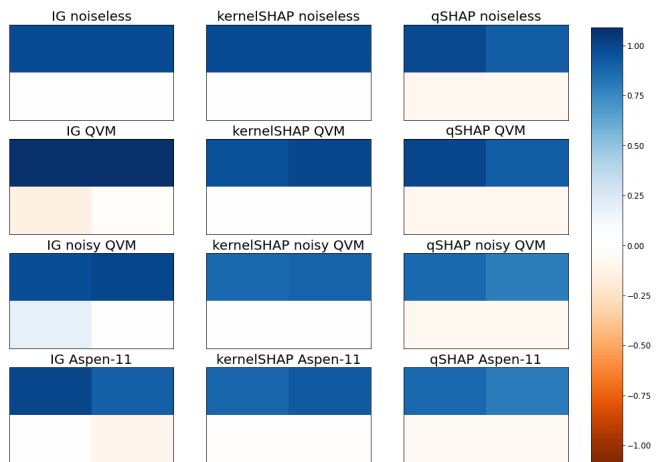 IG noiseless
kernelSHAP noiseless
qSHAP noiseless
IG QVM
kernelSHAP QVM
qSHAP QVM
IG noisy QVM
kernelSHAP noisy QVM
qSHAP noisy QVM
IG Aspen-11
kernelSHAP Aspen-11
qSHAP Aspen-11
1.00
0.75
0.50
0.25
0.00
−0.25
−0.50
−0.75
−1.00